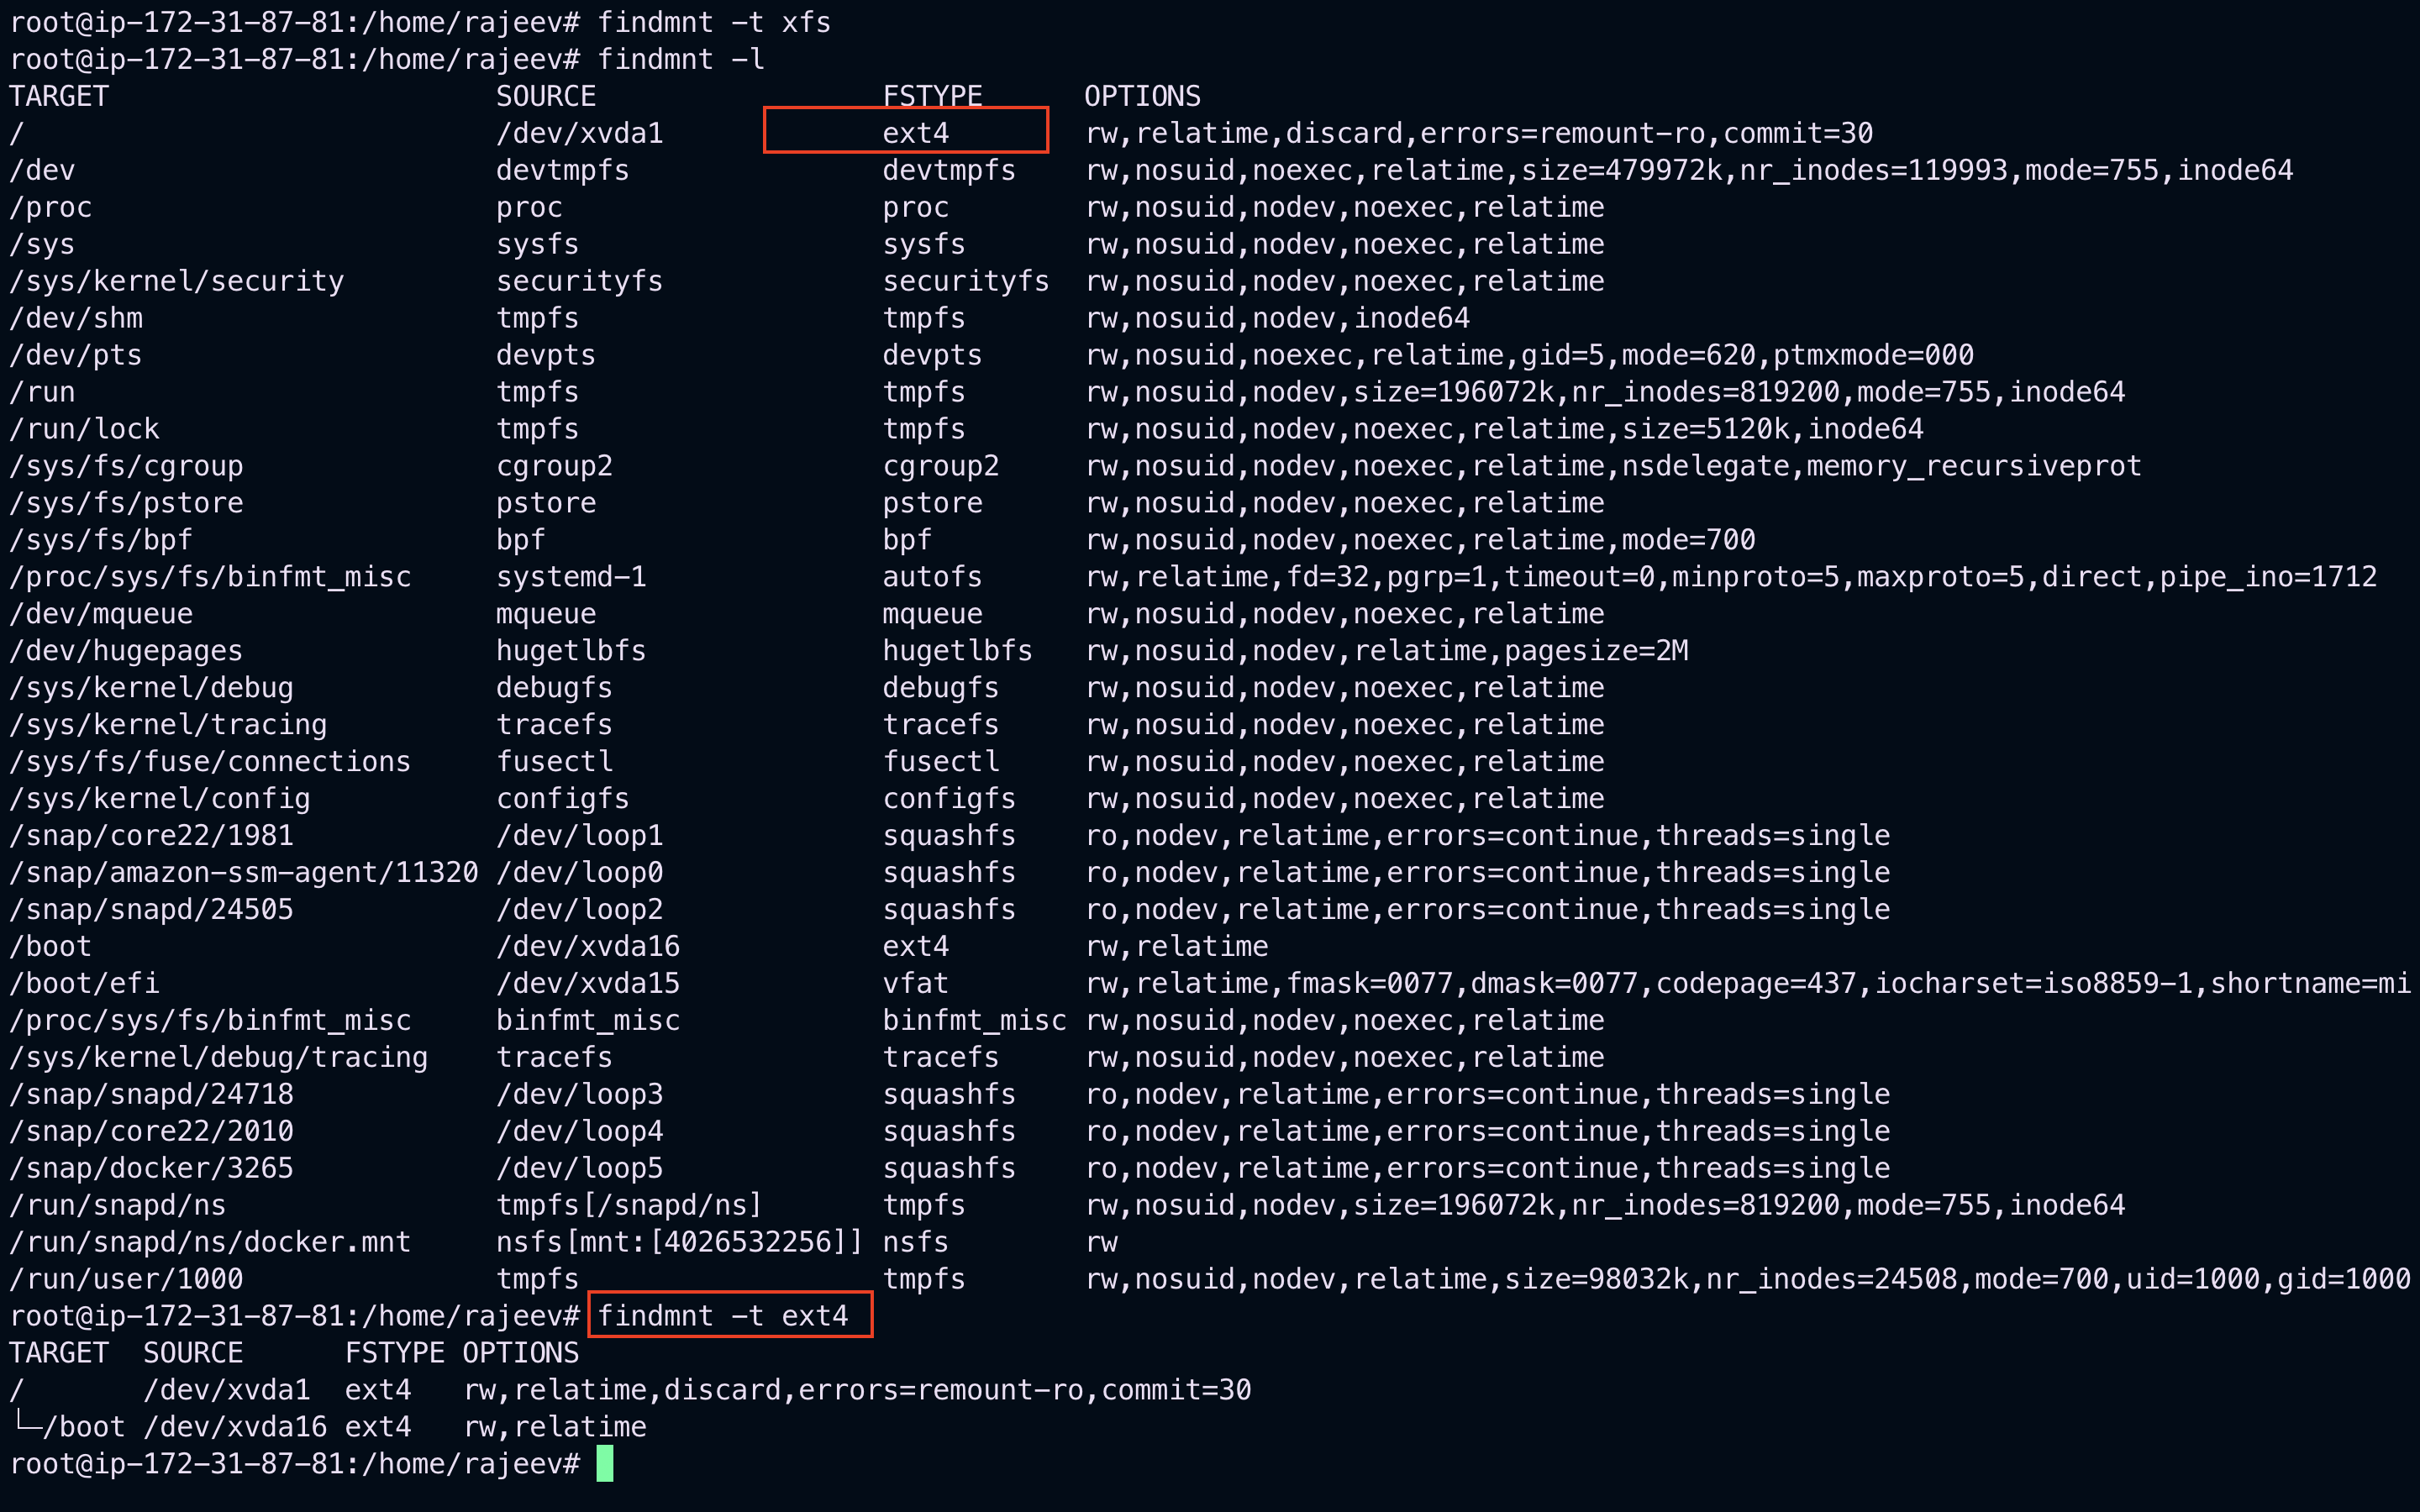 root@ip-172-31-87-81:/home/rajeev# findmnt -t xfs
root@ip-172-31-87-81:/home/rajeev# findmnt -l
TARGET                       SOURCE                 FSTYPE      OPTIONS
/                            /dev/xvda1             ext4        rw,relatime,discard,errors=remount-ro,commit=30
/dev                         devtmpfs               devtmpfs    rw,nosuid,noexec,relatime,size=479972k,nr_inodes=119993,mode=755,inode64
/proc                        proc                   proc        rw,nosuid,nodev,noexec,relatime
/sys                         sysfs                  sysfs       rw,nosuid,nodev,noexec,relatime
/sys/kernel/security         securityfs             securityfs  rw,nosuid,nodev,noexec,relatime
/dev/shm                     tmpfs                  tmpfs       rw,nosuid,nodev,inode64
/dev/pts                     devpts                 devpts      rw,nosuid,noexec,relatime,gid=5,mode=620,ptmxmode=000
/run                         tmpfs                  tmpfs       rw,nosuid,nodev,size=196072k,nr_inodes=819200,mode=755,inode64
/run/lock                    tmpfs                  tmpfs       rw,nosuid,nodev,noexec,relatime,size=5120k,inode64
/sys/fs/cgroup               cgroup2                cgroup2     rw,nosuid,nodev,noexec,relatime,nsdelegate,memory_recursiveprot
/sys/fs/pstore               pstore                 pstore      rw,nosuid,nodev,noexec,relatime
/sys/fs/bpf                  bpf                    bpf         rw,nosuid,nodev,noexec,relatime,mode=700
/proc/sys/fs/binfmt_misc     systemd-1              autofs      rw,relatime,fd=32,pgrp=1,timeout=0,minproto=5,maxproto=5,direct,pipe_ino=1712
/dev/mqueue                  mqueue                 mqueue      rw,nosuid,nodev,noexec,relatime
/dev/hugepages               hugetlbfs              hugetlbfs   rw,nosuid,nodev,relatime,pagesize=2M
/sys/kernel/debug            debugfs                debugfs     rw,nosuid,nodev,noexec,relatime
/sys/kernel/tracing          tracefs                tracefs     rw,nosuid,nodev,noexec,relatime
/sys/fs/fuse/connections     fusectl                fusectl     rw,nosuid,nodev,noexec,relatime
/sys/kernel/config           configfs               configfs    rw,nosuid,nodev,noexec,relatime
/snap/core22/1981            /dev/loop1             squashfs    ro,nodev,relatime,errors=continue,threads=single
/snap/amazon-ssm-agent/11320 /dev/loop0             squashfs    ro,nodev,relatime,errors=continue,threads=single
/snap/snapd/24505            /dev/loop2             squashfs    ro,nodev,relatime,errors=continue,threads=single
/boot                        /dev/xvda16            ext4        rw,relatime
/boot/efi                    /dev/xvda15            vfat        rw,relatime,fmask=0077,dmask=0077,codepage=437,iocharset=iso8859-1,shortname=mi
/proc/sys/fs/binfmt_misc     binfmt_misc            binfmt_misc rw,nosuid,nodev,noexec,relatime
/sys/kernel/debug/tracing    tracefs                tracefs     rw,nosuid,nodev,noexec,relatime
/snap/snapd/24718            /dev/loop3             squashfs    ro,nodev,relatime,errors=continue,threads=single
/snap/core22/2010            /dev/loop4             squashfs    ro,nodev,relatime,errors=continue,threads=single
/snap/docker/3265            /dev/loop5             squashfs    ro,nodev,relatime,errors=continue,threads=single
/run/snapd/ns                tmpfs[/snapd/ns]       tmpfs       rw,nosuid,nodev,size=196072k,nr_inodes=819200,mode=755,inode64
/run/snapd/ns/docker.mnt     nsfs[mnt:[4026532256]] nsfs        rw
/run/user/1000               tmpfs                  tmpfs       rw,nosuid,nodev,relatime,size=98032k,nr_inodes=24508,mode=700,uid=1000,gid=1000
root@ip-172-31-87-81:/home/rajeev# findmnt -t ext4
TARGET  SOURCE      FSTYPE OPTIONS
/       /dev/xvda1  ext4   rw,relatime,discard,errors=remount-ro,commit=30
└─/boot /dev/xvda16 ext4   rw,relatime
root@ip-172-31-87-81:/home/rajeev#